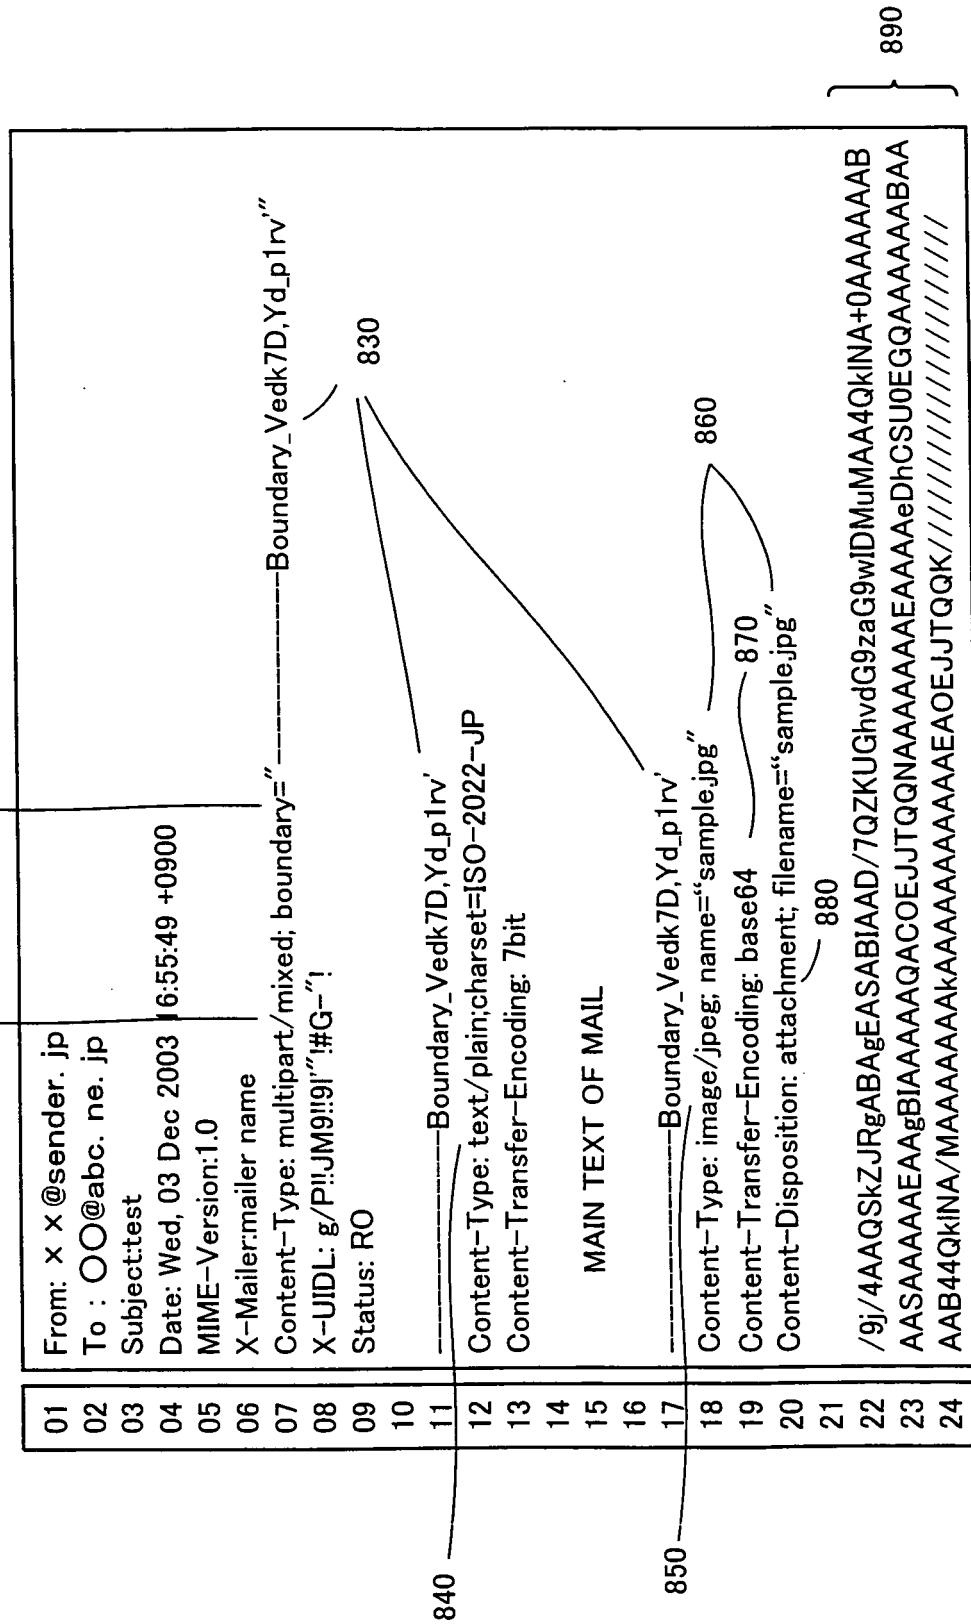 01 From: × ×@sender. jp
02 To : ○○@abc. ne. jp
03 Subject:test
04 Date: Wed, 03 Dec 2003 16:55:49 +0900
05 MIME-Version:1.0
06 X-Mailer:mailer name
07 Content-Type: multipart/mixed; boundary="----------------Boundary_Vedk7D,Yd_p1rv'"
08 X-UIDL: g/P!!JM9!!9!"!#G-"!
09 Status: RO
830
10
11 ----------------Boundary_Vedk7D,Yd_p1rv'
840
12 Content-Type: text/plain;charset=ISO-2022-JP
13 Content-Transfer-Encoding: 7bit
14
15 MAIN TEXT OF MAIL
16
17 ----------------Boundary_Vedk7D,Yd_p1rv'
850
18 Content-Type: image/jpeg; name="sample.jpg"
860
19 Content-Transfer-Encoding: base64
870
20 Content-Disposition: attachment; filename="sample.jpg"
880
21
22 /9j/4AAQSkZJRgABAgEASABIAAD/7QZKUGhvdG9zaG9wIDMuMAA4QkINA+0AAAAAAB
23 AASAAAAAEAAgBIAAAAAQACOEJJTQQNAAAAAAAEAAAAeDhCSU0EGQAAAAAABAA
24 AAB44QkINA/MAAAAAAAkAAAAAAAAAAAEAOEJJTQQK///////////////////////
890